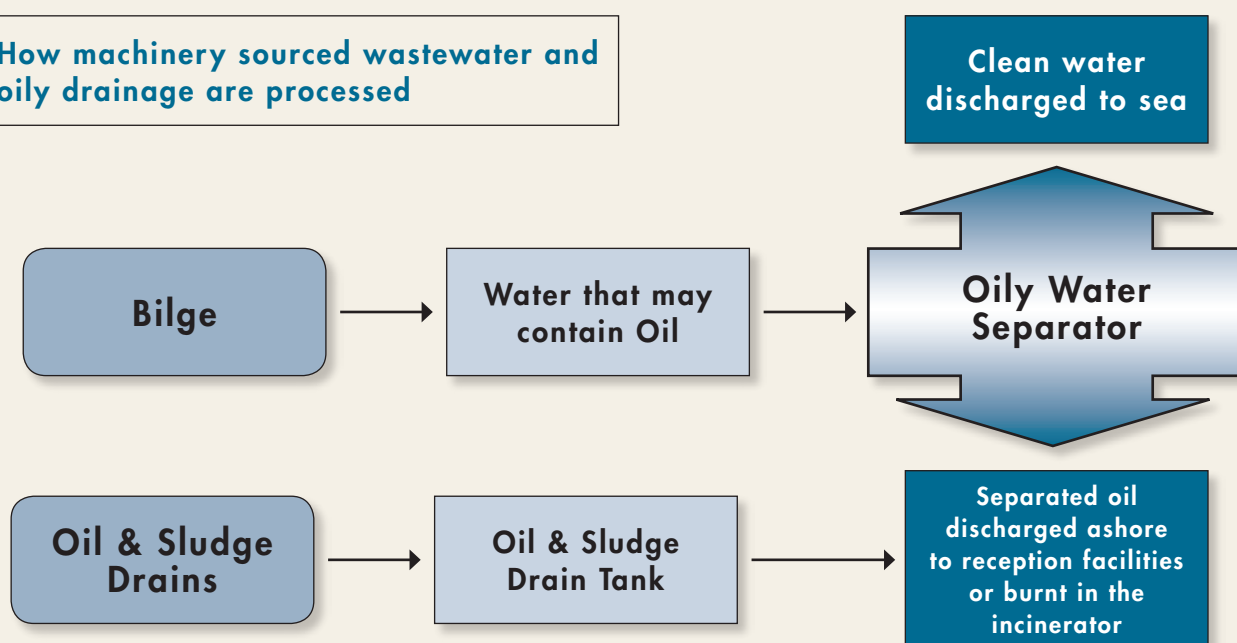 How machinery sourced wastewater and
oily drainage are processed
Clean water
discharged to sea
Bilge
Water that may
contain Oil
Oily Water
Separator
Oil & Sludge
Drains
Oil & Sludge
Drain Tank
Separated oil
discharged ashore
to reception facilities
or burnt in the
incinerator